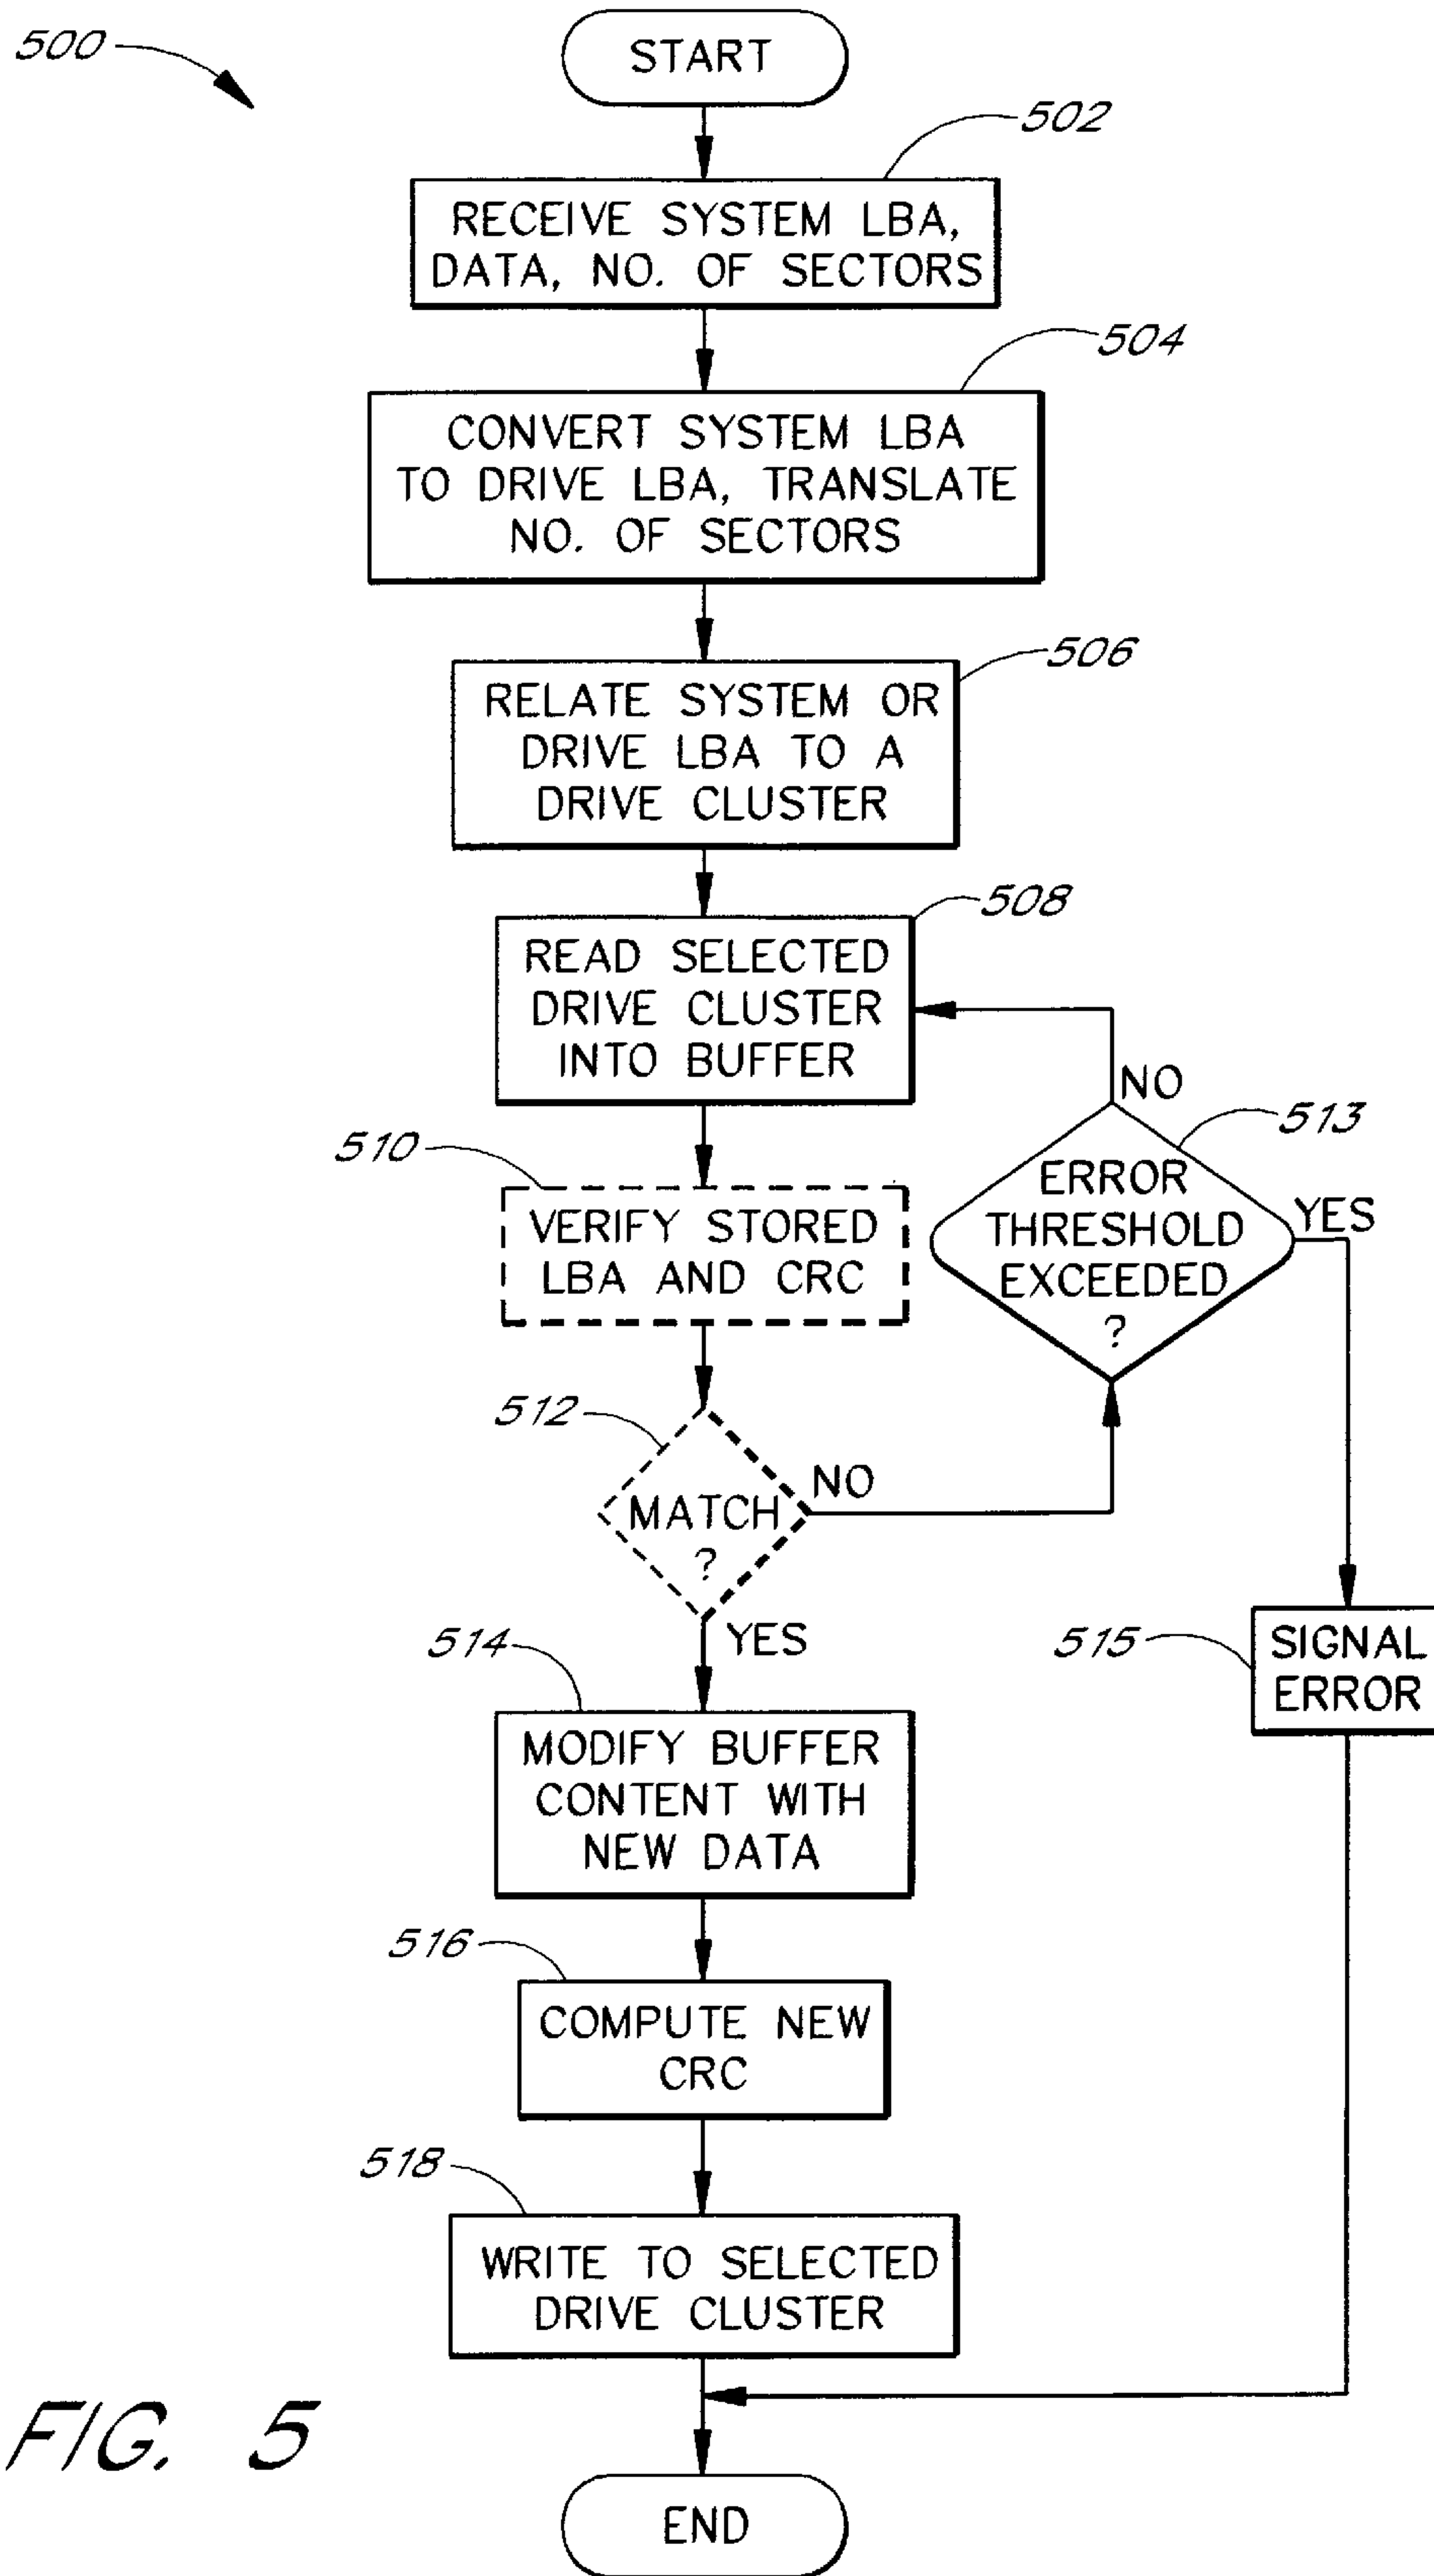 500
START
502
RECEIVE SYSTEM LBA,
DATA, NO. OF SECTORS
504
CONVERT SYSTEM LBA
TO DRIVE LBA, TRANSLATE
NO. OF SECTORS
506
RELATE SYSTEM OR
DRIVE LBA TO A
DRIVE CLUSTER
508
READ SELECTED
DRIVE CLUSTER
INTO BUFFER
NO
513
ERROR
THRESHOLD
EXCEEDED
?
YES
510
VERIFY STORED
LBA AND CRC
512
MATCH
?
NO
YES
515
SIGNAL
ERROR
514
MODIFY BUFFER
CONTENT WITH
NEW DATA
516
COMPUTE NEW
CRC
518
WRITE TO SELECTED
DRIVE CLUSTER
END
FIG. 5